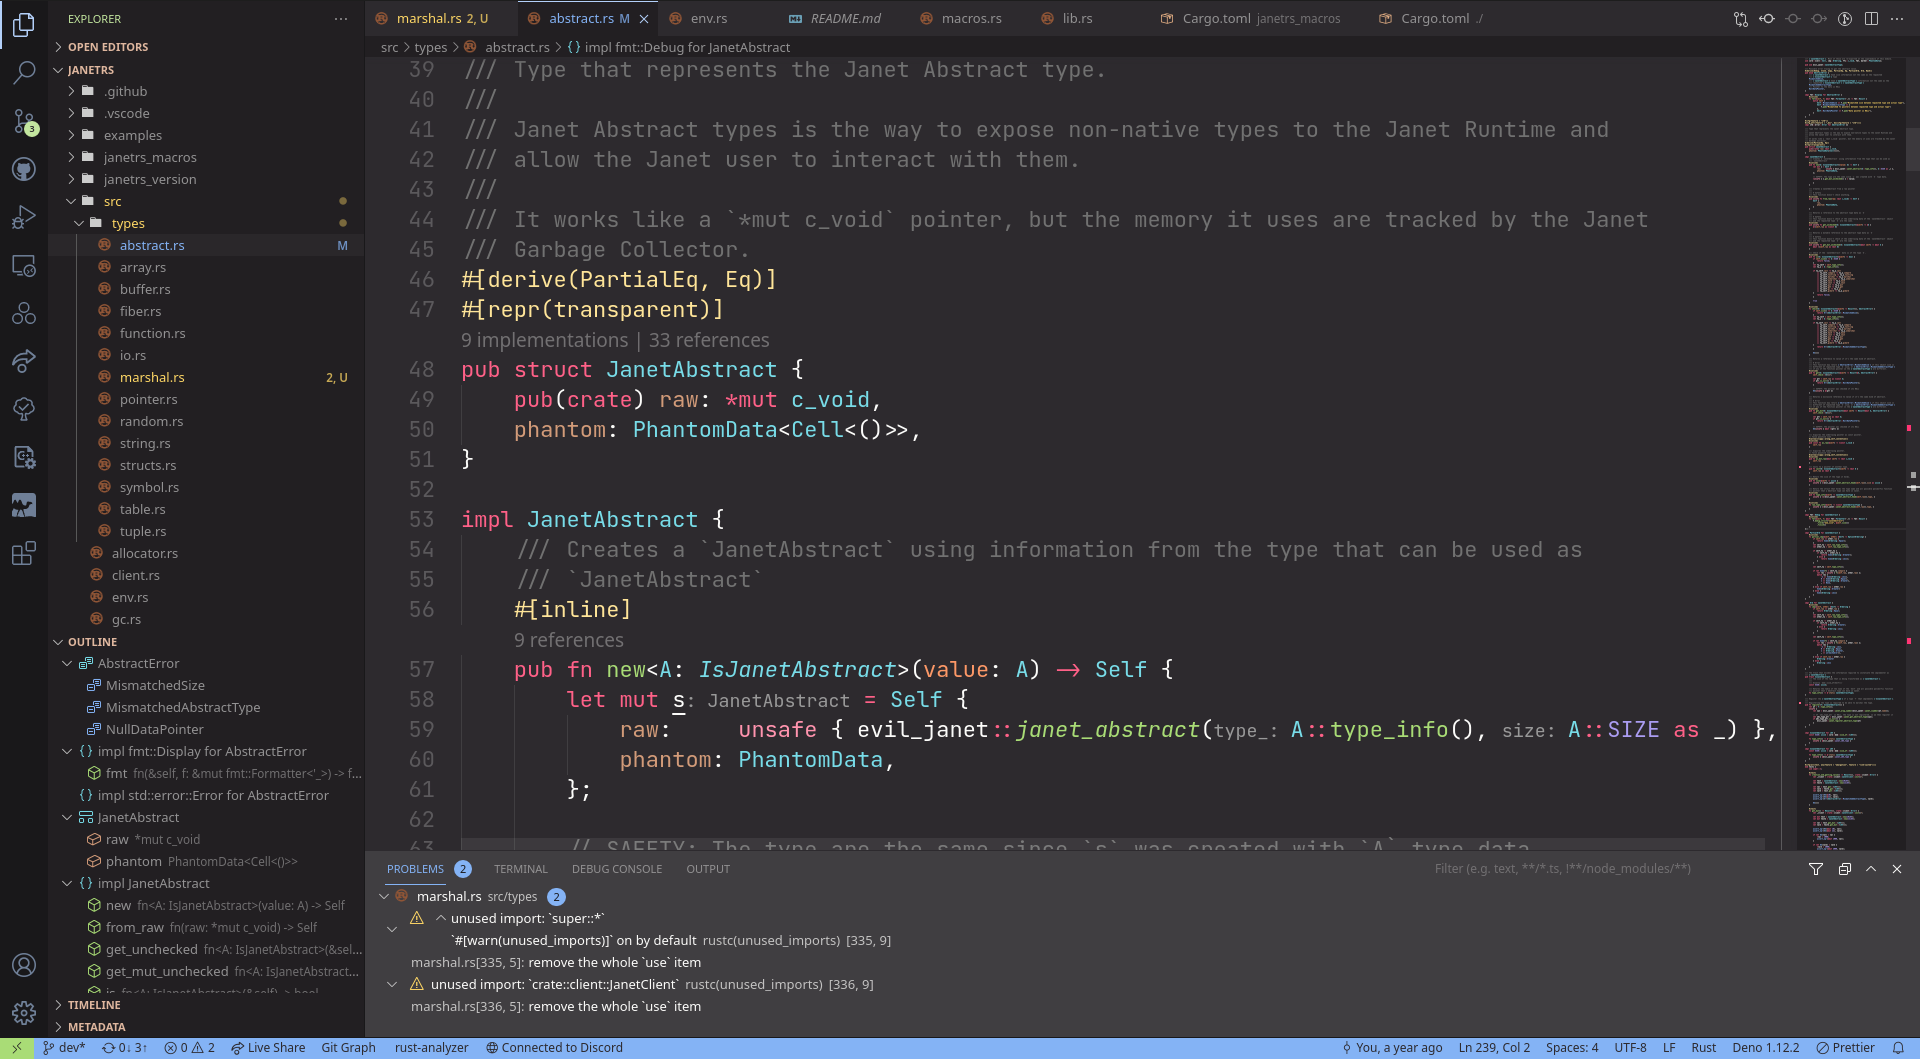 EXPLORER
OPEN EDITORS
JANETRS
.github
.vscode
examples
janetrs_macros
janetrs_version
src
types
abstract.rs M
array.rs
buffer.rs
fiber.rs
function.rs
io.rs
marshal.rs 2, U
pointer.rs
random.rs
string.rs
structs.rs
symbol.rs
table.rs
tuple.rs
allocator.rs
client.rs
env.rs
gc.rs
OUTLINE
AbstractError
MismatchedSize
MismatchedAbstractType
NullDataPointer
impl fmt::Display for AbstractError
fmt fn(&self, f: &mut fmt::Formatter<'_>) -> f...
impl std::error::Error for AbstractError
JanetAbstract
raw *mut c_void
phantom PhantomData<Cell<()>>
impl JanetAbstract
new fn<A: IsJanetAbstract>(value: A) -> Self
from_raw fn(raw: *mut c_void) -> Self
get_unchecked fn<A: IsJanetAbstract>(&sel...
get_mut_unchecked fn<A: IsJanetAbstract...
is fn<A: IsJanetAbstract>(&self) -> bool
TIMELINE
METADATA
3
marshal.rs 2, U abstract.rs M env.rs README.md macros.rs lib.rs Cargo.toml janetrs_macros Cargo.toml ./
src > types > abstract.rs > {} impl fmt::Debug for JanetAbstract
39 /// Type that represents the Janet Abstract type.
40 ///
41 /// Janet Abstract types is the way to expose non-native types to the Janet Runtime and
42 /// allow the Janet user to interact with them.
43 ///
44 /// It works like a `*mut c_void` pointer, but the memory it uses are tracked by the Janet
45 /// Garbage Collector.
46 #[derive(PartialEq, Eq)]
47 #[repr(transparent)]
9 implementations | 33 references
48 pub struct JanetAbstract {
49 pub(crate) raw: *mut c_void,
50 phantom: PhantomData<Cell<()>>,
51 }
52
53 impl JanetAbstract {
54 /// Creates a `JanetAbstract` using information from the type that can be used as
55 /// `JanetAbstract`
56 #[inline]
9 references
57 pub fn new<A: IsJanetAbstract>(value: A) -> Self {
58 let mut s: JanetAbstract = Self {
59 raw: unsafe { evil_janet::janet_abstract(type_: A::type_info(), size: A::SIZE as _) },
60 phantom: PhantomData,
61 };
62
63 // SAFETY: The type are the same since `s` was created with `A` type data
PROBLEMS 2 TERMINAL DEBUG CONSOLE OUTPUT Filter (e.g. text, **/*.ts, !**/node_modules/**)
marshal.rs src/types 2
unused import: `super::*`
`#[warn(unused_imports)]` on by default rustc(unused_imports) [335, 9]
marshal.rs[335, 5]: remove the whole `use` item
unused import: `crate::client::JanetClient` rustc(unused_imports) [336, 9]
marshal.rs[336, 5]: remove the whole `use` item
dev* 0↓ 3↑ 0 2 Live Share Git Graph rust-analyzer Connected to Discord You, a year ago Ln 239, Col 2 Spaces: 4 UTF-8 LF Rust Deno 1.12.2 Prettier